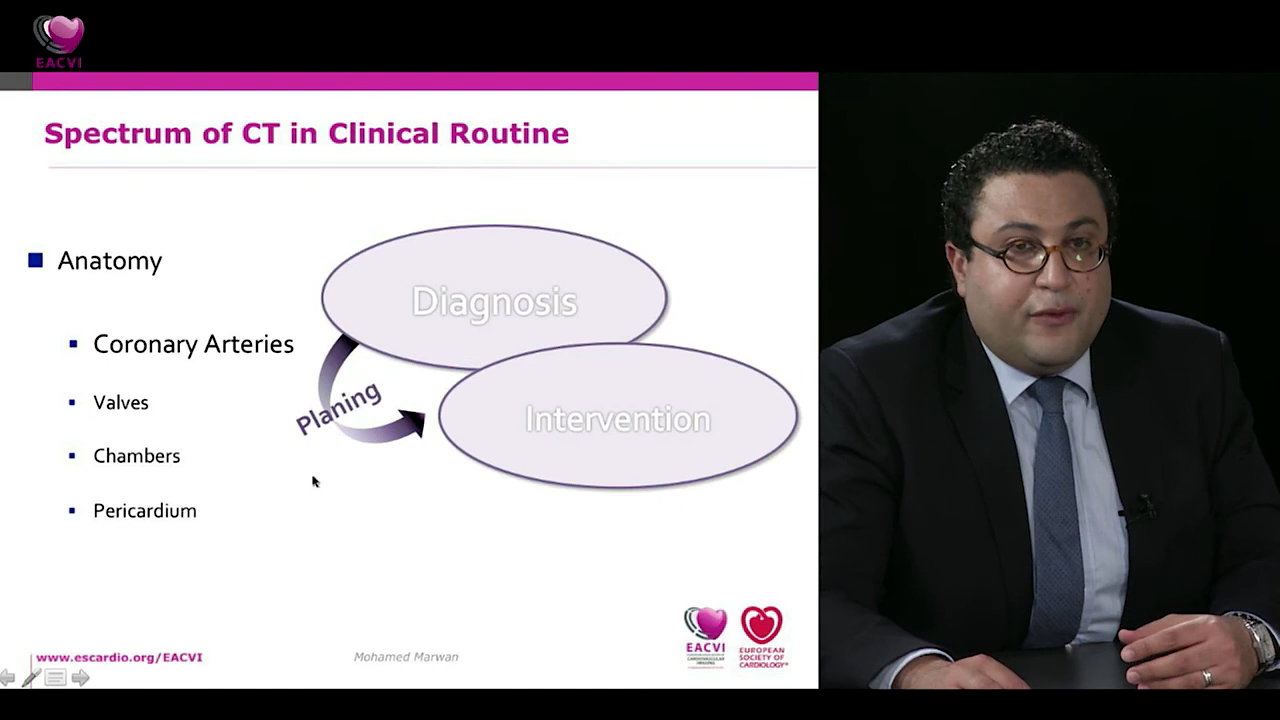 EACVI
Spectrum of CT in Clinical Routine
Anatomy
Coronary Arteries
Valves
Chambers
Pericardium
Diagnosis
Planing
Intervention
www.escardio.org/EACVI
Mohamed Marwan
EACVI
EUROPEAN
SOCIETY OF
CARDIOLOGY®